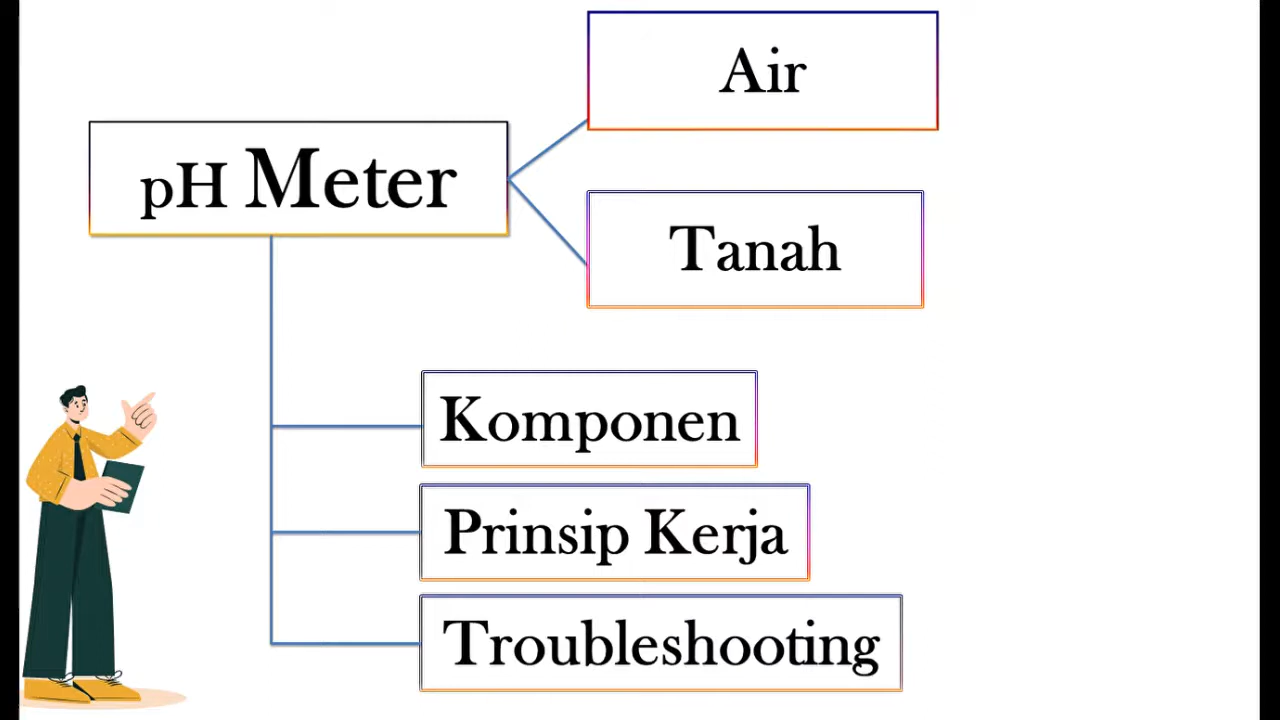 Air
pH Meter
Tanah
Komponen
Prinsip Kerja
Troubleshooting